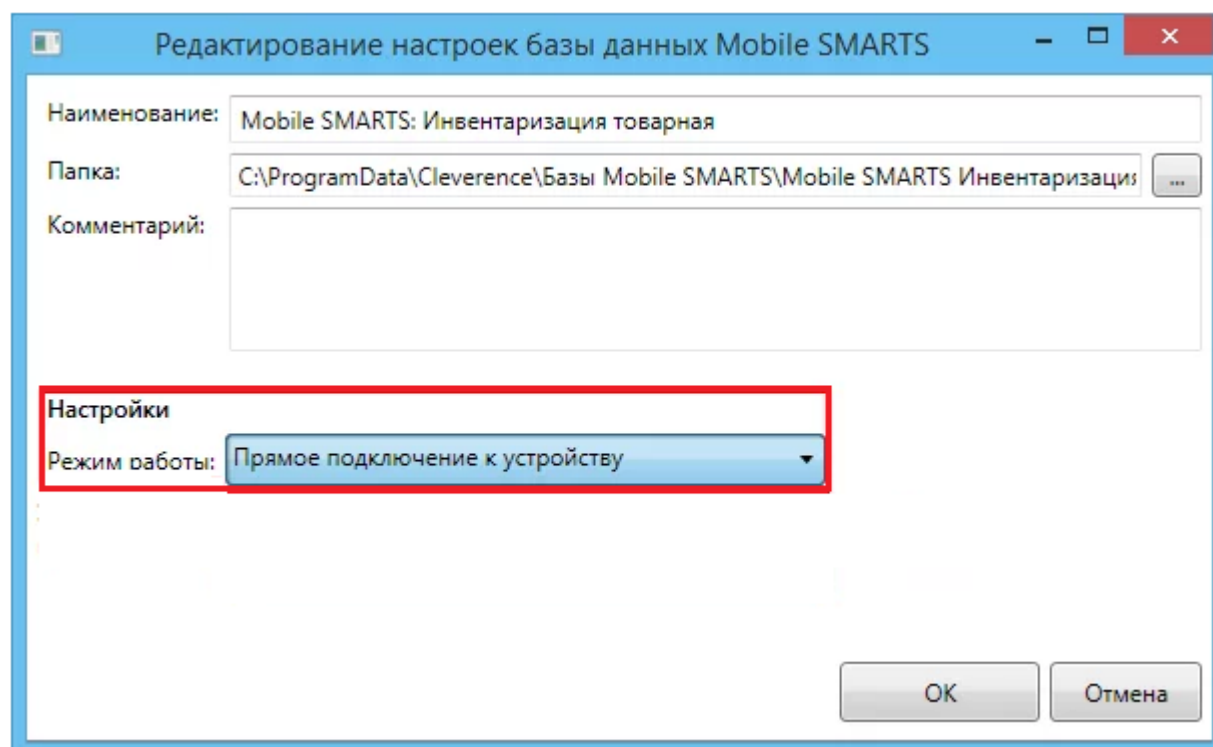 Редактирование настроек базы данных Mobile SMARTS
Наименование: Mobile SMARTS: Инвентаризация товарная
Папка: C:\ProgramData\Cleverence\Базы Mobile SMARTS\Mobile SMARTS Инвентаризация ...
Комментарий:
Настройки
Режим работы: Прямое подключение к устройству
OK Отмена